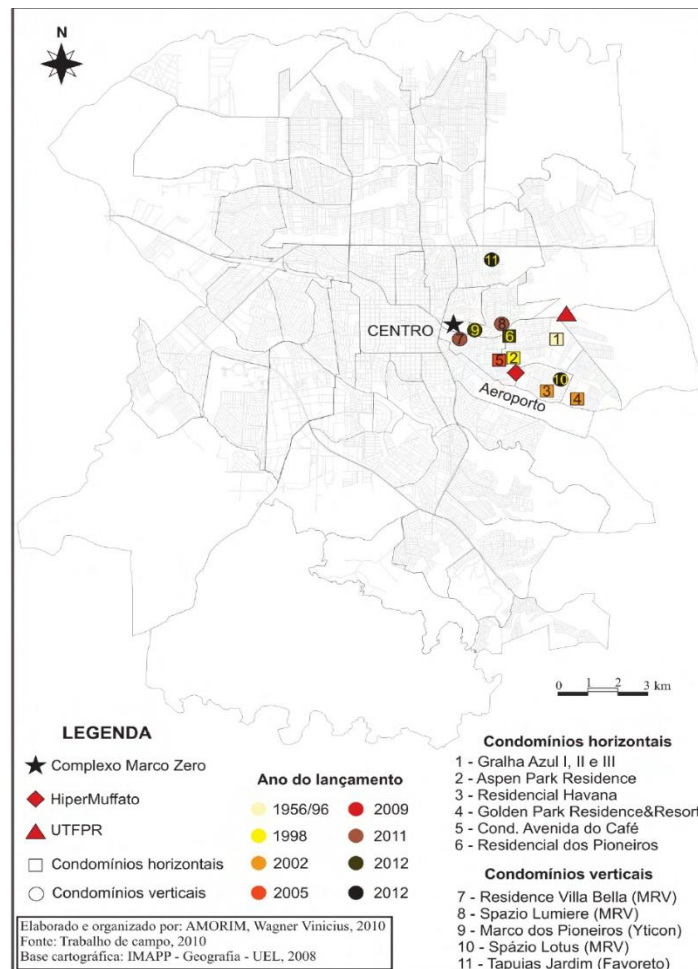 N
11
CENTRO
7
9
8
6
1
5
2
Aeroporto
3
10
4
0 1 2 3 km
LEGENDA
Complexo Marco Zero
HiperMuffato
UTFPR
Condomínios horizontais
Condomínios verticais
Ano do lançamento
1956/96
1998
2002
2005
2009
2011
2012
2012
Condomínios horizontais
1 - Gralha Azul I, II e III
2 - Aspen Park Residence
3 - Residencial Havana
4 - Golden Park Residence&Resort
5 - Cond. Avenida do Café
6 - Residencial dos Pioneiros
Condomínios verticais
7 - Residence Villa Bella (MRV)
8 - Spazio Lumiere (MRV)
9 - Marco dos Pioneiros (Yticon)
10 - Spázio Lotus (MRV)
11 - Tapuias Jardim (Favoreto)
Elaborado e organizado por: AMORIM, Wagner Vinicius, 2010
Fonte: Trabalho de campo, 2010
Base cartográfica: IMAPP - Geografia - UEL, 2008